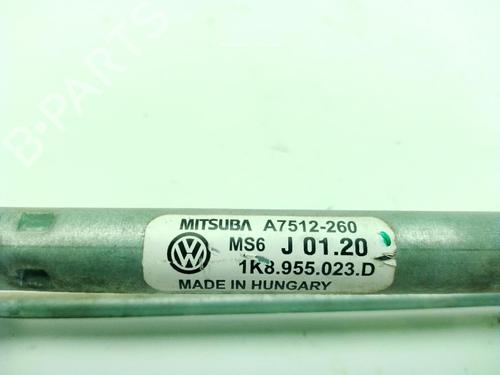 B-PARTS
MITSUBA A7512-260
MS6 J 01.20
1K8.955.023.D
MADE IN HUNGARY